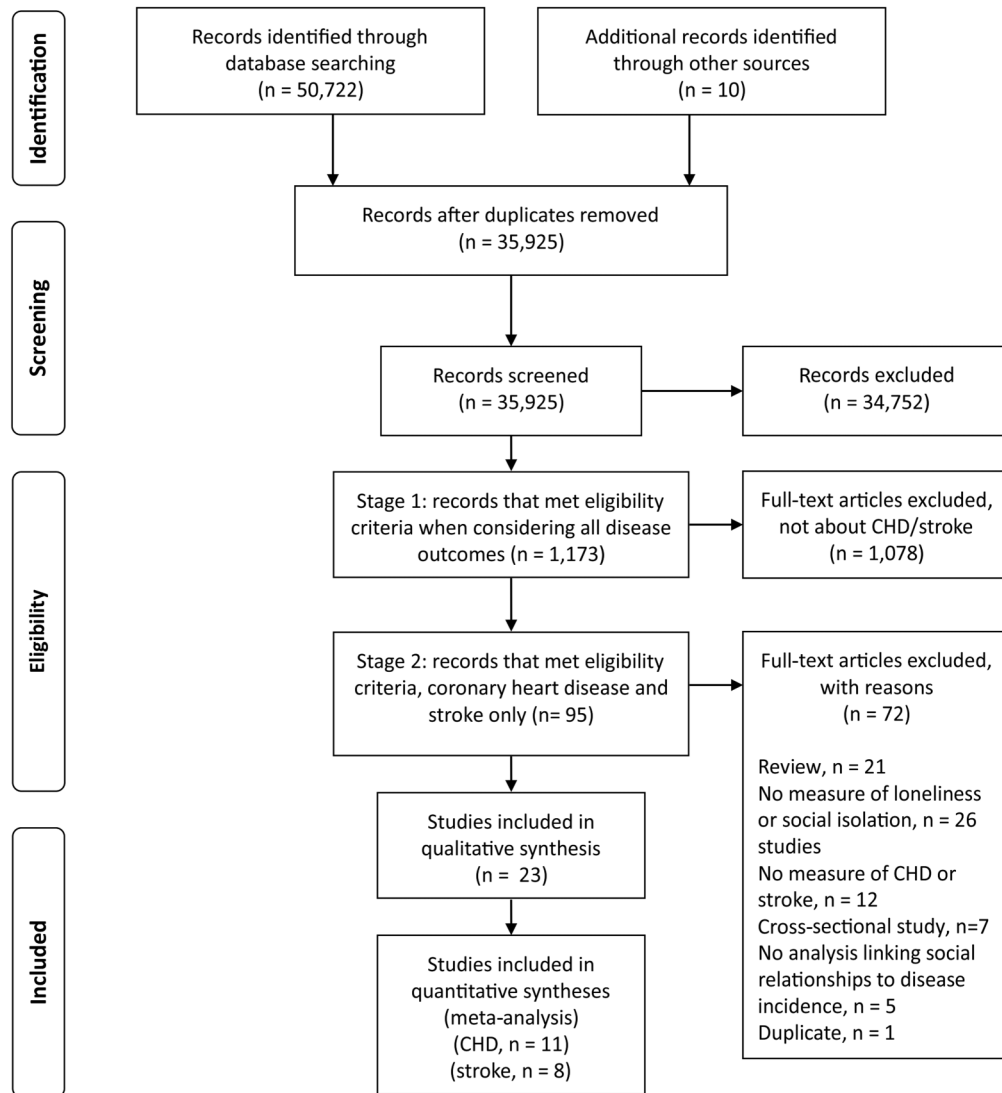 Identification
Records identified through
database searching
(n = 50,722)
Additional records identified
through other sources
(n = 10)
Records after duplicates removed
(n = 35,925)
Screening
Records screened
(n = 35,925)
Records excluded
(n = 34,752)
Eligibility
Stage 1: records that met eligibility
criteria when considering all disease
outcomes (n = 1,173)
Full-text articles excluded,
not about CHD/stroke
(n = 1,078)
Stage 2: records that met eligibility
criteria, coronary heart disease and
stroke only (n= 95)
Full-text articles excluded,
with reasons
(n = 72)
Review, n = 21
No measure of loneliness
or social isolation, n = 26
studies
No measure of CHD or
stroke, n = 12
Cross-sectional study, n=7
No analysis linking social
relationships to disease
incidence, n = 5
Duplicate, n = 1
Included
Studies included in
qualitative synthesis
(n = 23)
Studies included in
quantitative syntheses
(meta-analysis)
(CHD, n = 11)
(stroke, n = 8)